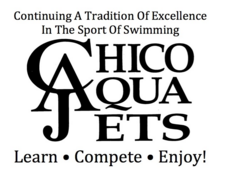 Continuing A Tradition Of Excellence
In The Sport Of Swimming
CHICO
AQUA
JETS
Learn • Compete • Enjoy!